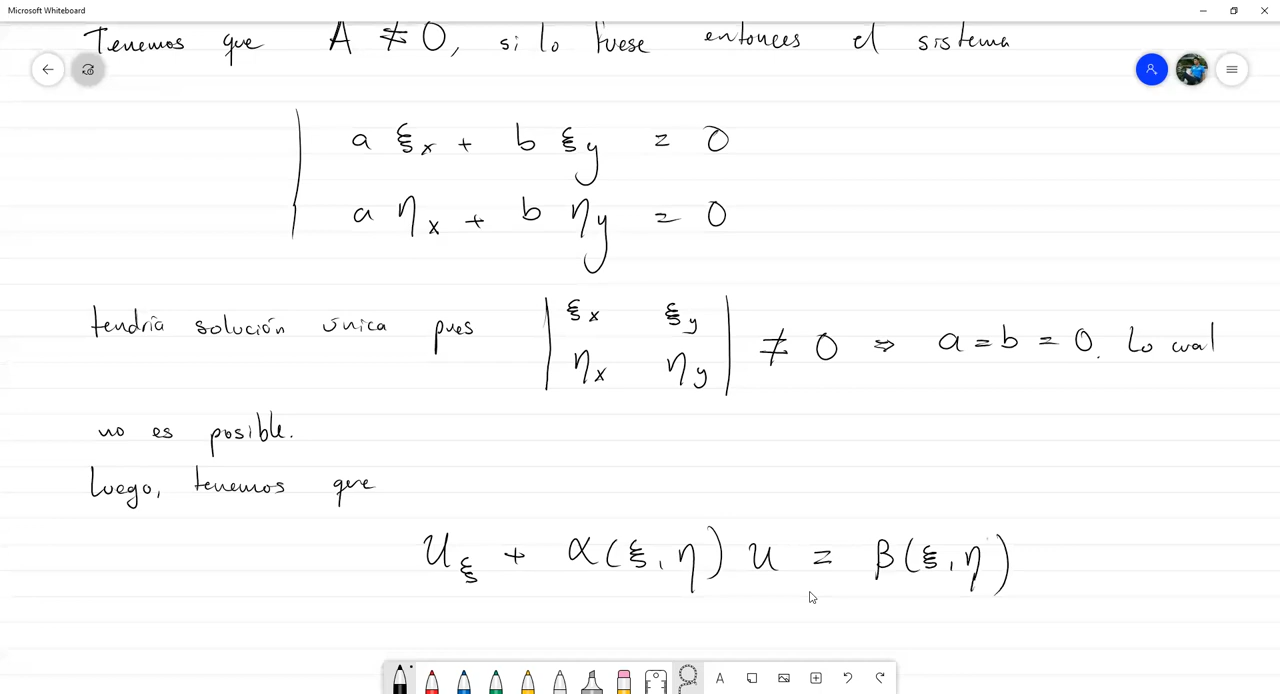 Microsoft Whiteboard
Tenemos que A ≠ 0, si lo fuese entonces el sistema
a ξx + b ξy = 0
a ηx + b ηy = 0
tendría solución única pues | ξx ξy | ≠ 0 ⇒ a = b = 0. Lo cual
| ηx ηy |
no es posible.
Luego, tenemos que
uξ + α(ξ, η) u = β(ξ, η)
A